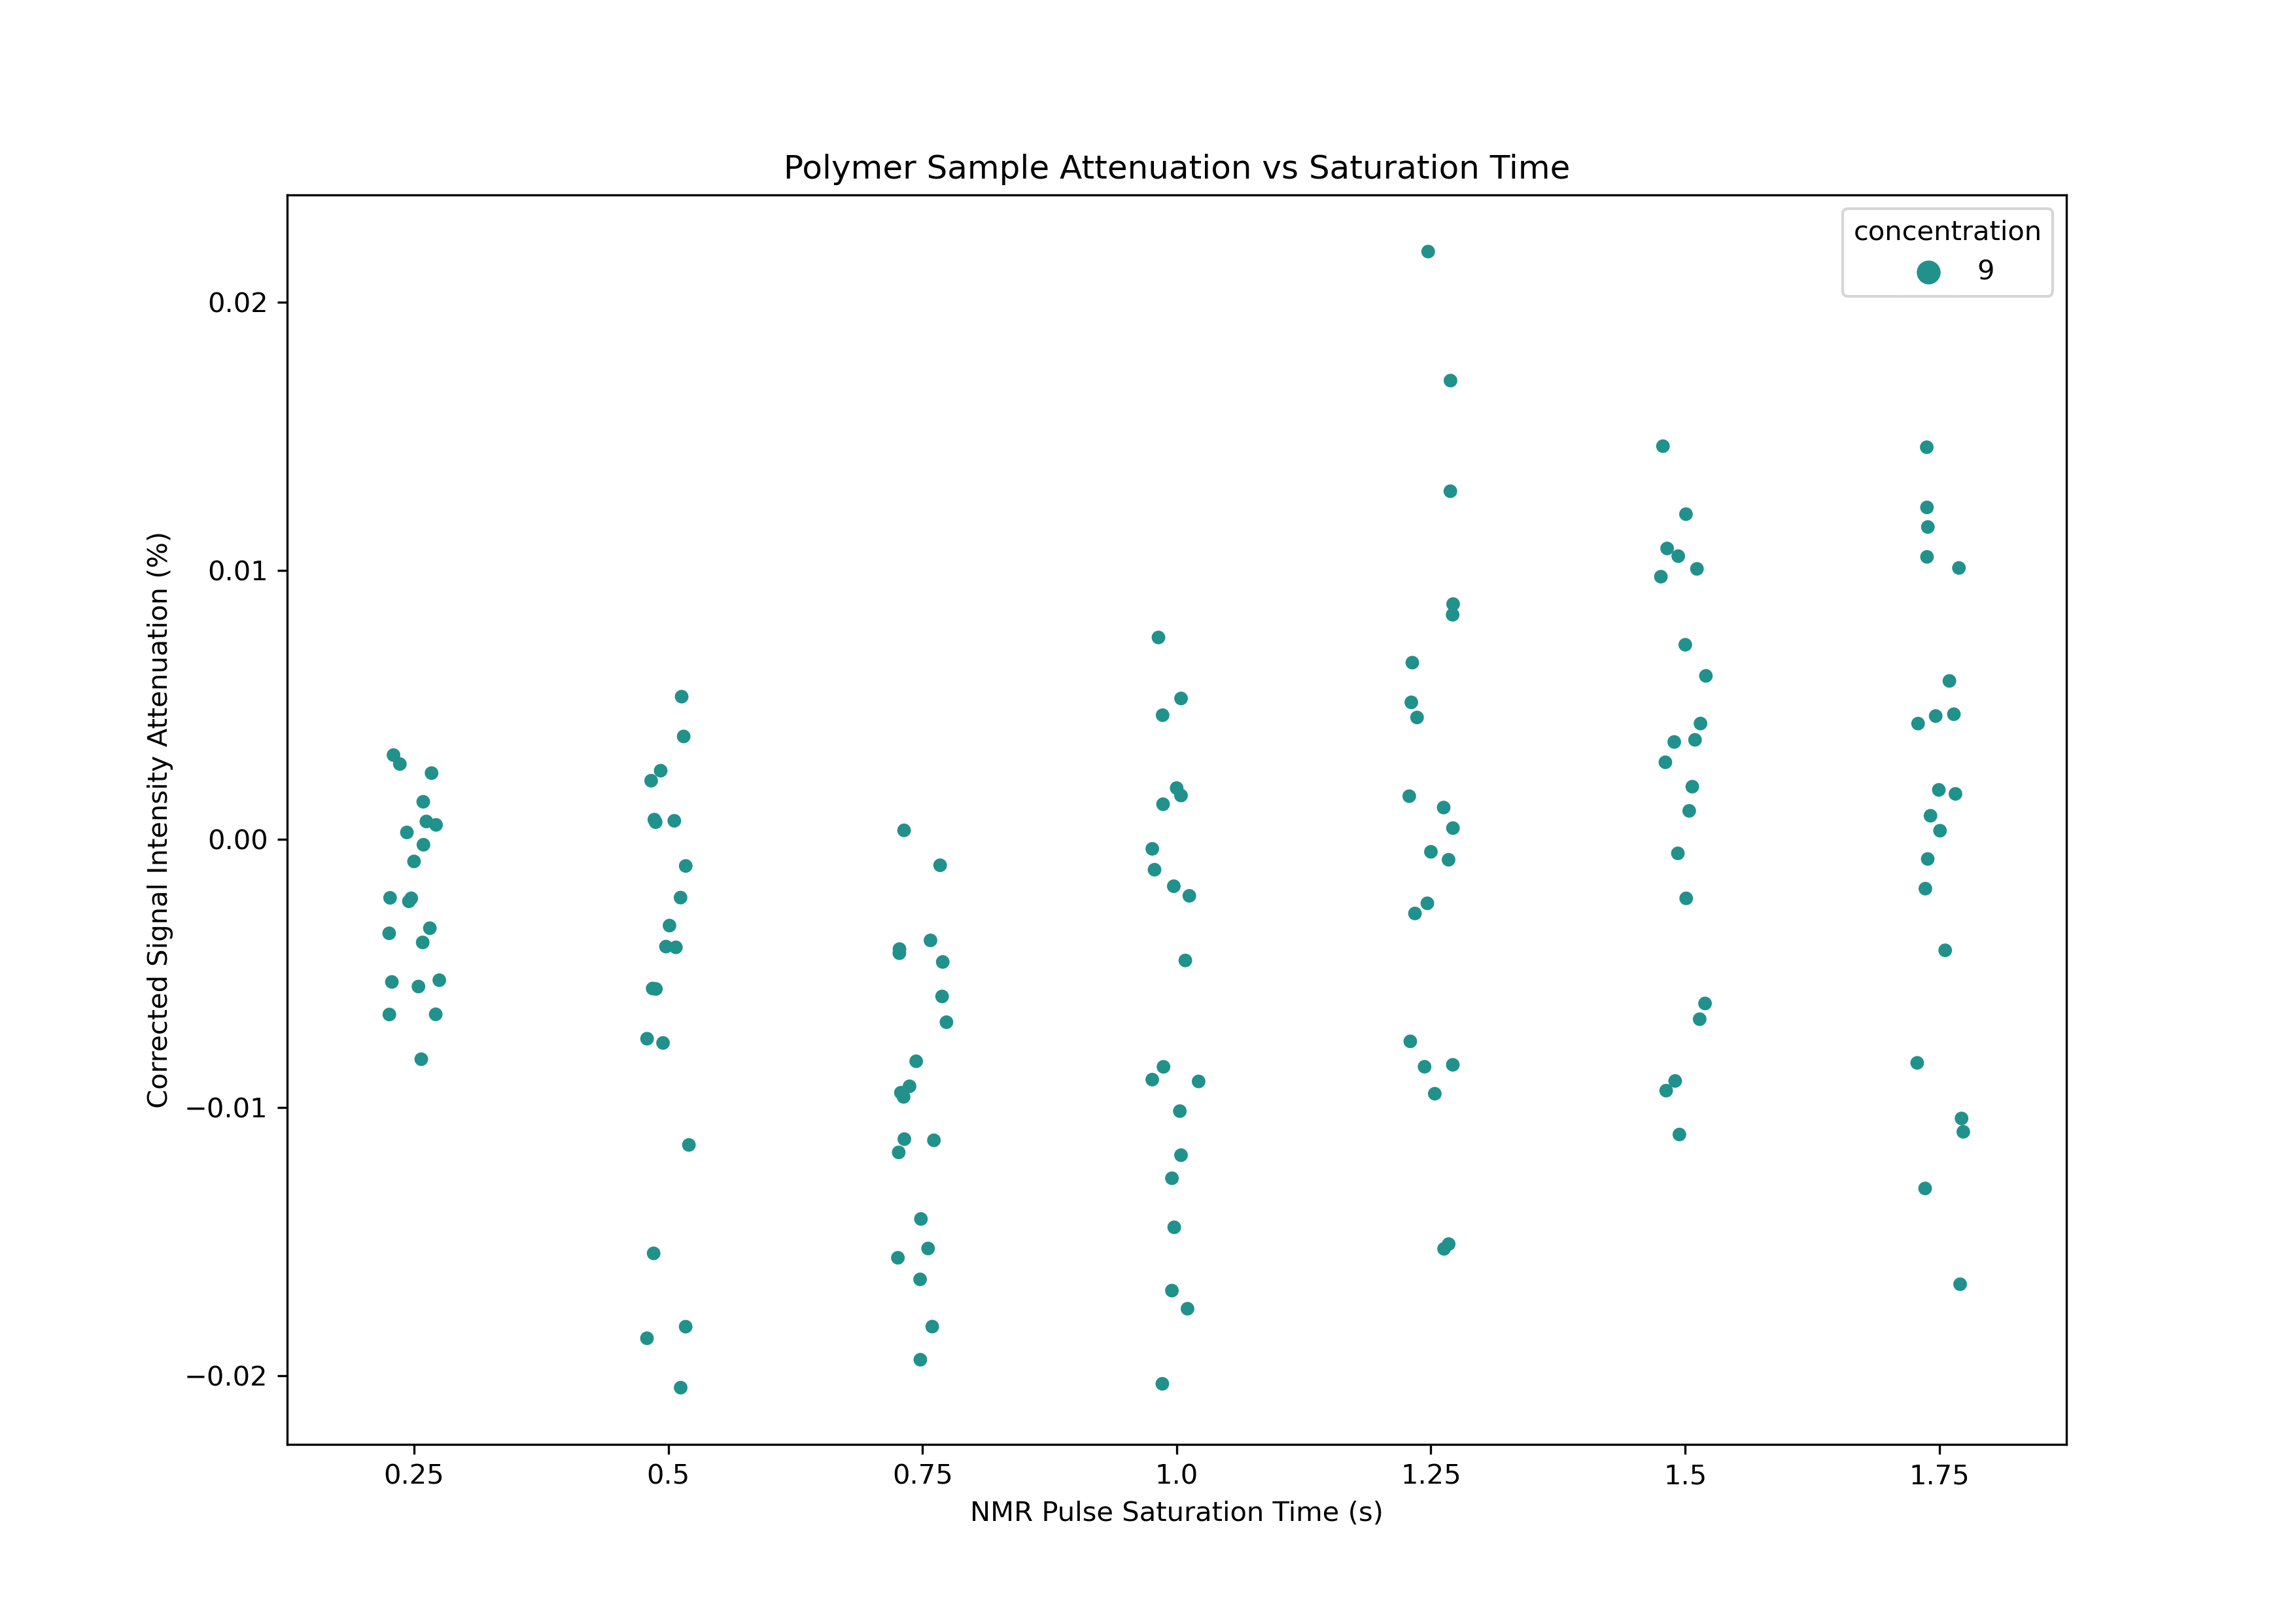 Polymer Sample Attenuation vs Saturation Time
concentration
9
Corrected Signal Intensity Attenuation (%)
0.02
0.01
0.00
−0.01
−0.02
0.25 0.5 0.75 1.0 1.25 1.5 1.75
NMR Pulse Saturation Time (s)